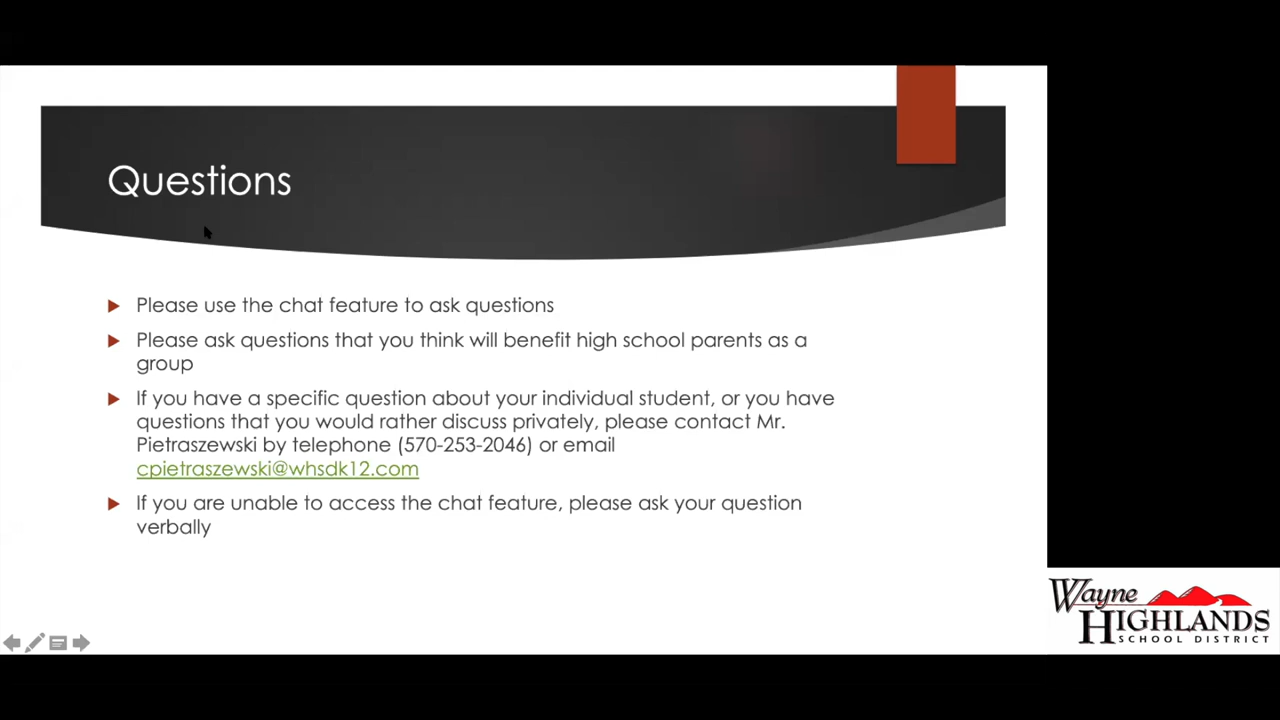 Questions
Please use the chat feature to ask questions
Please ask questions that you think will benefit high school parents as a
group
If you have a specific question about your individual student, or you have
questions that you would rather discuss privately, please contact Mr.
Pietraszewski by telephone (570-253-2046) or email
cpietraszewski@whsdk12.com
If you are unable to access the chat feature, please ask your question
verbally
Wayne
HIGHLANDS
SCHOOL DISTRICT